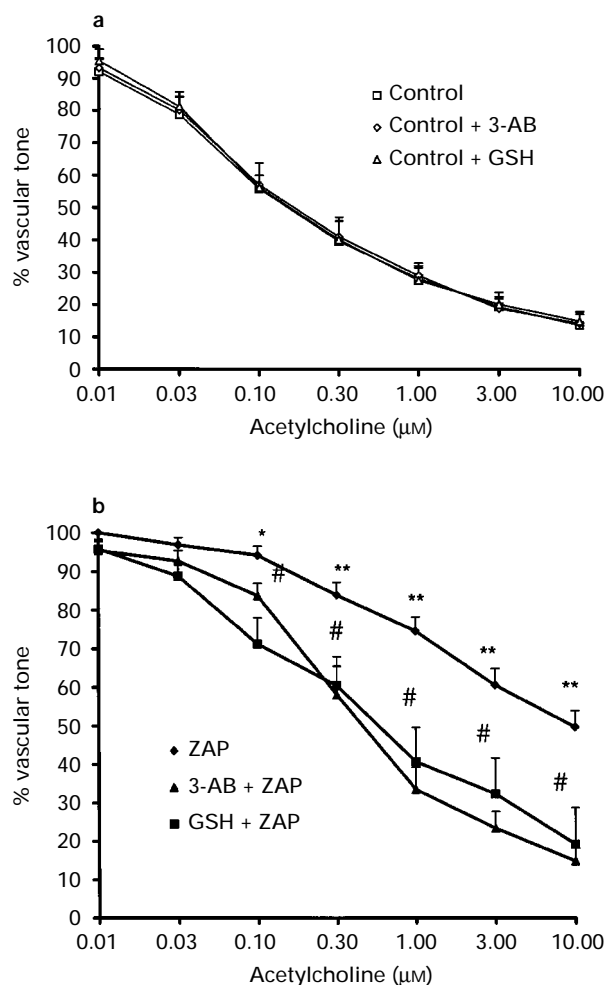 a
100
90
80
70
60
50
40
30
20
10
0
% vascular tone
□ Control
◇ Control + 3-AB
△ Control + GSH
0.01 0.03 0.10 0.30 1.00 3.00 10.00
Acetylcholine (μM)
b
100
90
80
70
60
50
40
30
20
10
0
% vascular tone
*
#
**
#
**
#
**
#
**
#
◆ ZAP
▲ 3-AB + ZAP
■ GSH + ZAP
0.01 0.03 0.10 0.30 1.00 3.00 10.00
Acetylcholine (μM)